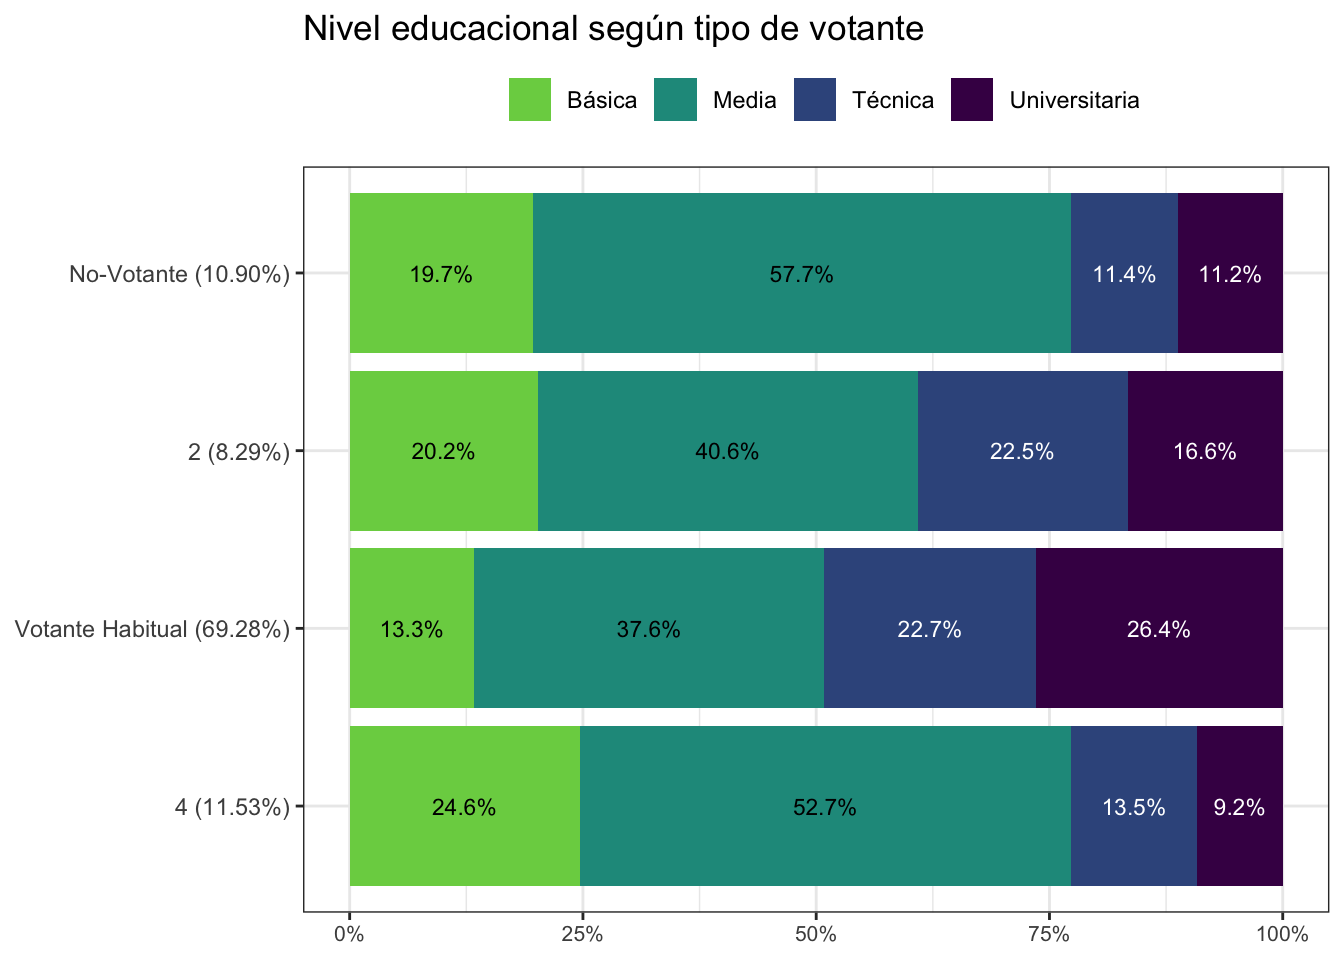 Nivel educacional según tipo de votante
Básica Media Técnica Universitaria
No-Votante (10.90%) 19.7% 57.7% 11.4% 11.2%
2 (8.29%) 20.2% 40.6% 22.5% 16.6%
Votante Habitual (69.28%) 13.3% 37.6% 22.7% 26.4%
4 (11.53%) 24.6% 52.7% 13.5% 9.2%
0% 25% 50% 75% 100%